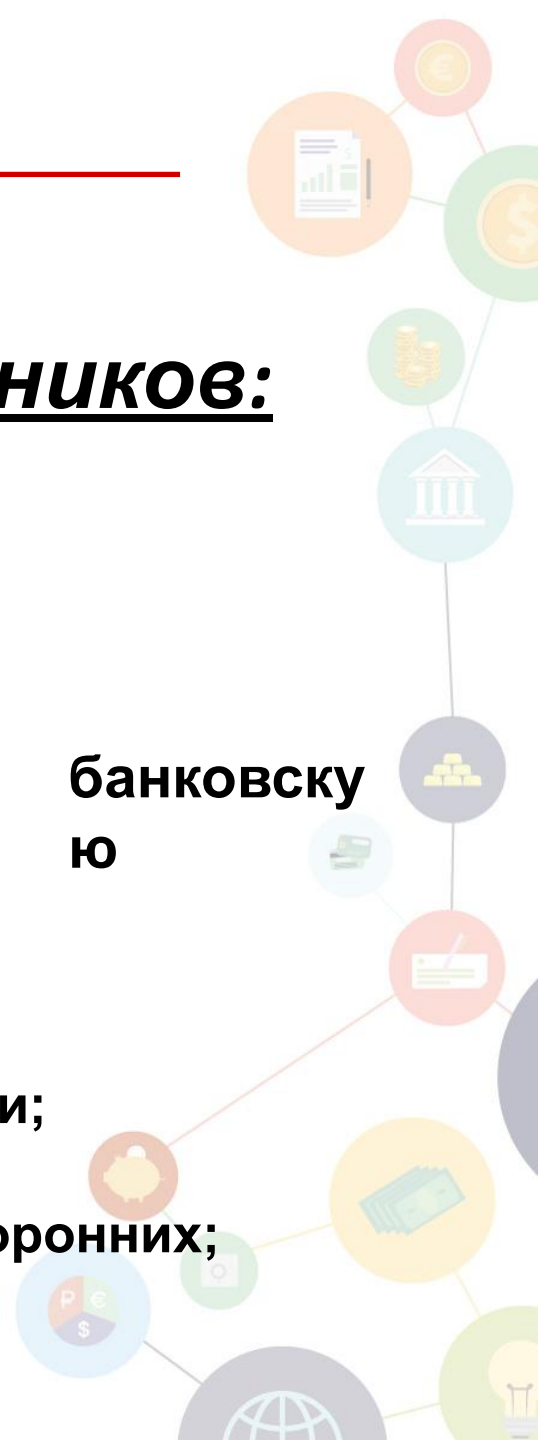 ников:
банковску
ю
и;
оронних;